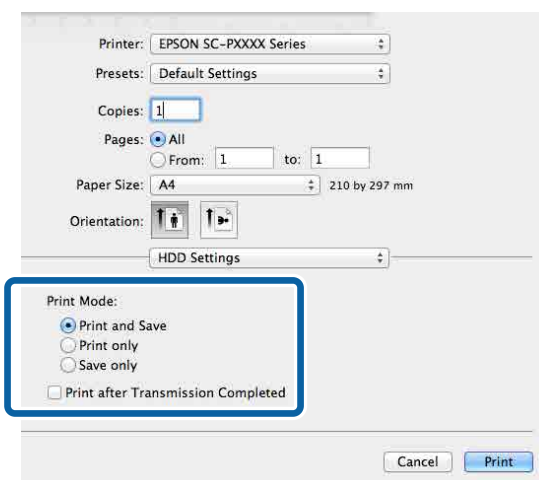 Printer: EPSON SC-PXXXX Series
Presets: Default Settings
Copies: 1
Pages: All
From: 1 to: 1
Paper Size: A4 210 by 297 mm
Orientation:
HDD Settings
Print Mode:
Print and Save
Print only
Save only
Print after Transmission Completed
Cancel Print